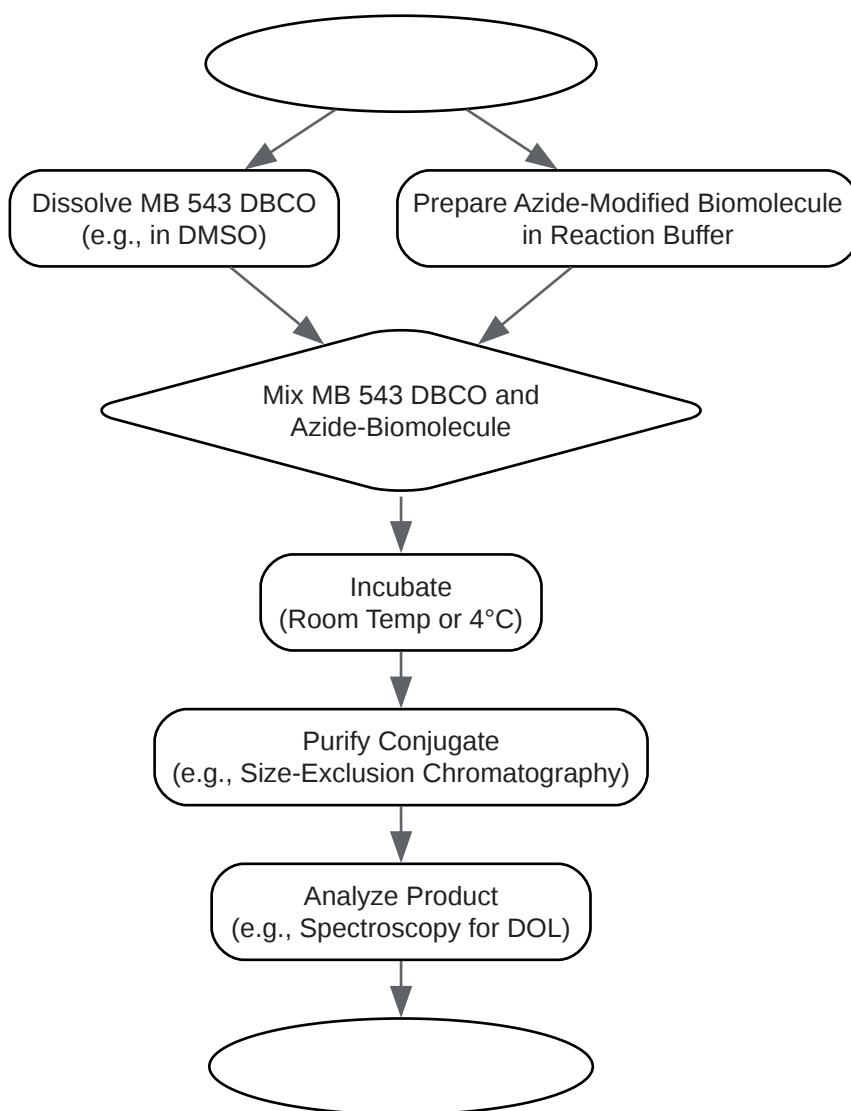 Dissolve MB 543 DBCO
(e.g., in DMSO)
Prepare Azide-Modified Biomolecule
in Reaction Buffer
Mix MB 543 DBCO and
Azide-Biomolecule
Incubate
(Room Temp or 4°C)
Purify Conjugate
(e.g., Size-Exclusion Chromatography)
Analyze Product
(e.g., Spectroscopy for DOL)